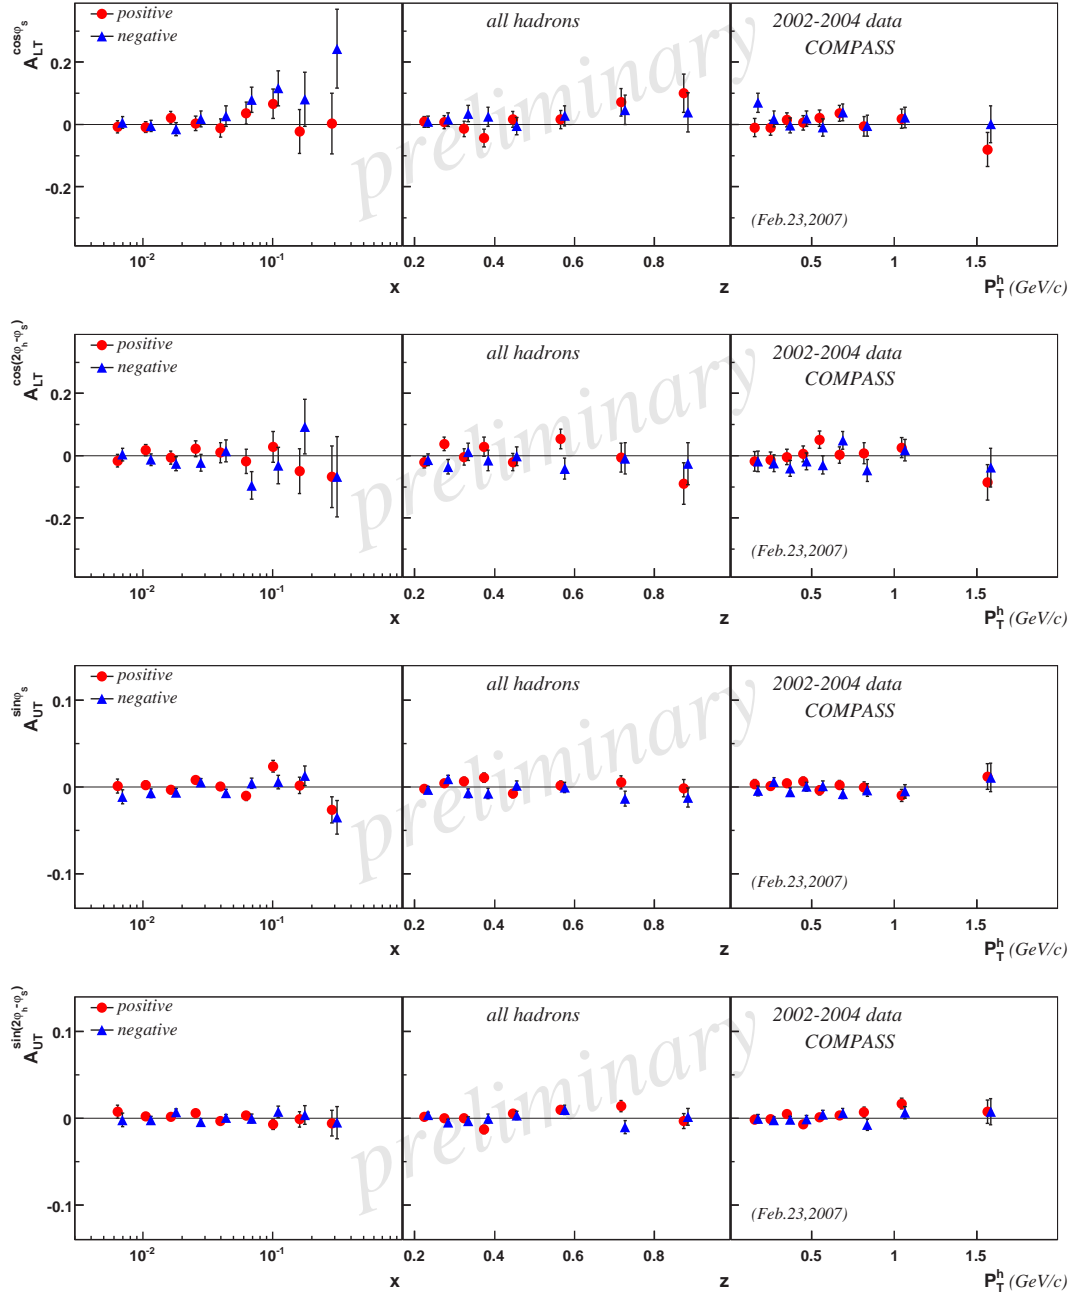 A_LT^cosφ_s
positive
negative
all hadrons
2002-2004 data
COMPASS
preliminary
0.2
0
-0.2
(Feb.23,2007)
10^-2 10^-1 0.2 0.4 0.6 0.8 0.5 1 1.5
x z P_T^h (GeV/c)
A_LT^cos(2φ_h-φ_s)
positive
negative
all hadrons
2002-2004 data
COMPASS
preliminary
0.2
0
-0.2
(Feb.23,2007)
10^-2 10^-1 0.2 0.4 0.6 0.8 0.5 1 1.5
x z P_T^h (GeV/c)
A_UT^sinφ_s
positive
negative
all hadrons
2002-2004 data
COMPASS
preliminary
0.1
0
-0.1
(Feb.23,2007)
10^-2 10^-1 0.2 0.4 0.6 0.8 0.5 1 1.5
x z P_T^h (GeV/c)
A_UT^sin(2φ_h-φ_s)
positive
negative
all hadrons
2002-2004 data
COMPASS
preliminary
0.1
0
-0.1
(Feb.23,2007)
10^-2 10^-1 0.2 0.4 0.6 0.8 0.5 1 1.5
x z P_T^h (GeV/c)